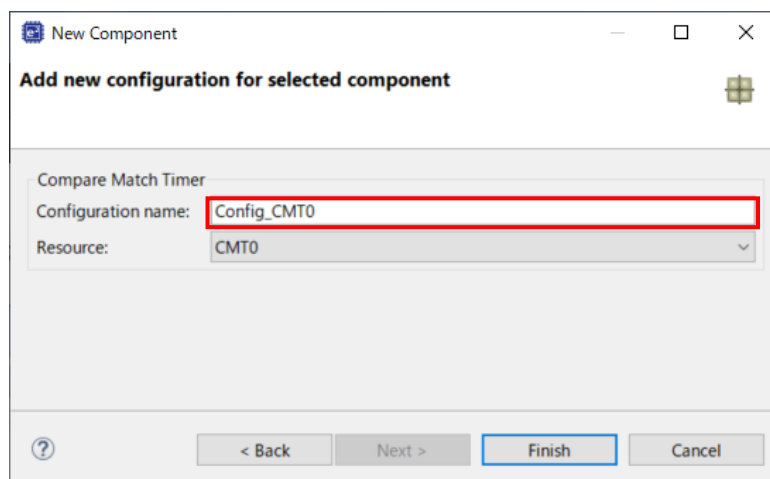 New Component
Add new configuration for selected component
Compare Match Timer
Configuration name: Config_CMT0
Resource: CMT0
< Back Next > Finish Cancel